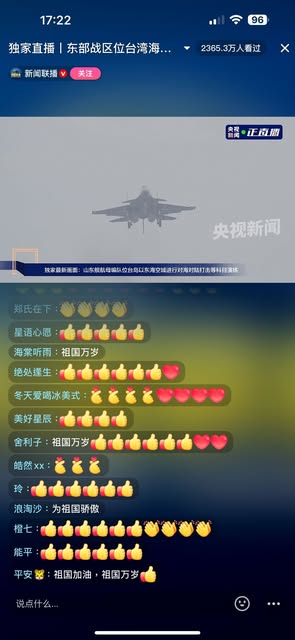 17:22
96
独家直播丨东部战区位台湾海...
2365.3万人看过
新闻联播
关注
央视新闻
正直播
央视新闻
独家最新画面：山东舰航母编队位台岛以东海空域进行对海对陆打击等科目演练
郑氏在下：
星语心愿：
海棠听雨：祖国万岁
绝处逢生：
冬天爱喝冰美式：
美好星辰：
舍利子：祖国万岁
皓然xx：
玲：
浪淘沙：为祖国骄傲
橙七：
能平：
平安🐯：祖国加油，祖国万岁
说点什么...